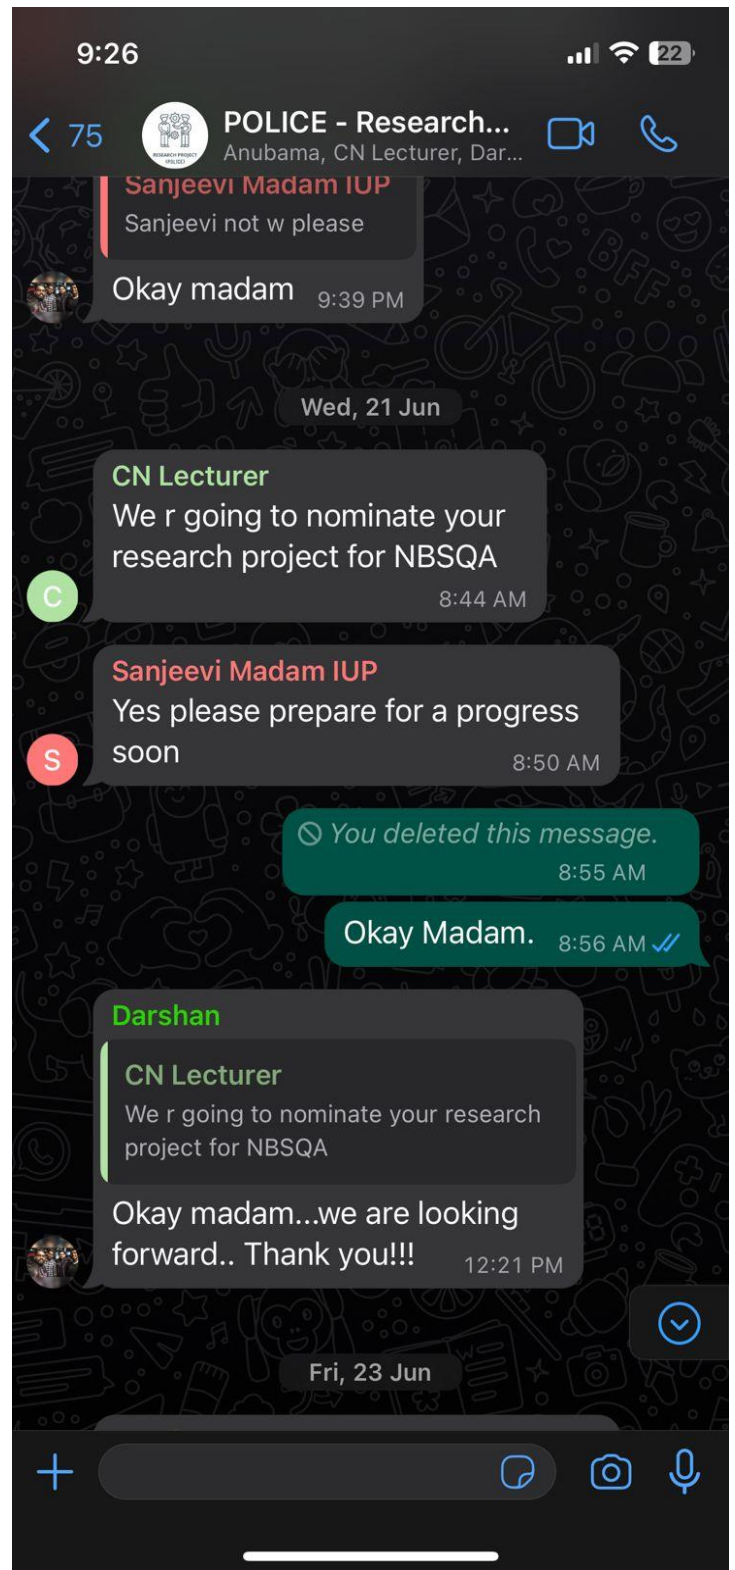 9:26
22
75
RESEARCH PROJECT
(POLICE)
POLICE - Research...
Anubama, CN Lecturer, Dar...
Sanjeevi Madam IUP
Sanjeevi not w please
Okay madam 9:39 PM
Wed, 21 Jun
CN Lecturer
We r going to nominate your
research project for NBSQA
C
8:44 AM
Sanjeevi Madam IUP
Yes please prepare for a progress
soon
S
8:50 AM
You deleted this message.
8:55 AM
Okay Madam. 8:56 AM
Darshan
CN Lecturer
We r going to nominate your research
project for NBSQA
Okay madam...we are looking
forward.. Thank you!!! 12:21 PM
Fri, 23 Jun